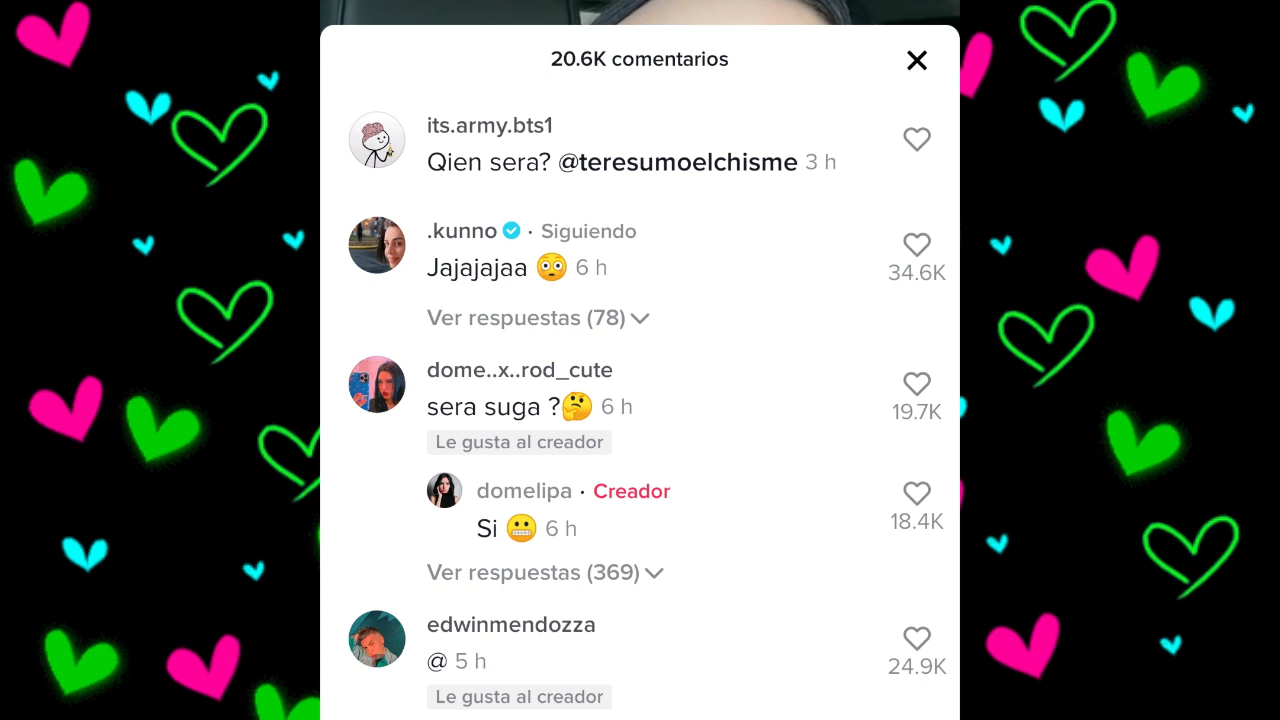 20.6K comentarios
its.army.bts1
Qien sera? @teresumoelchisme 3 h
.kunno · Siguiendo
Jajajajaa 😳 6 h
34.6K
Ver respuestas (78)
dome..x..rod_cute
sera suga ?🤔 6 h
19.7K
Le gusta al creador
domelipa · Creador
Si 😬 6 h
18.4K
Ver respuestas (369)
edwinmendozza
@ 5 h
24.9K
Le gusta al creador